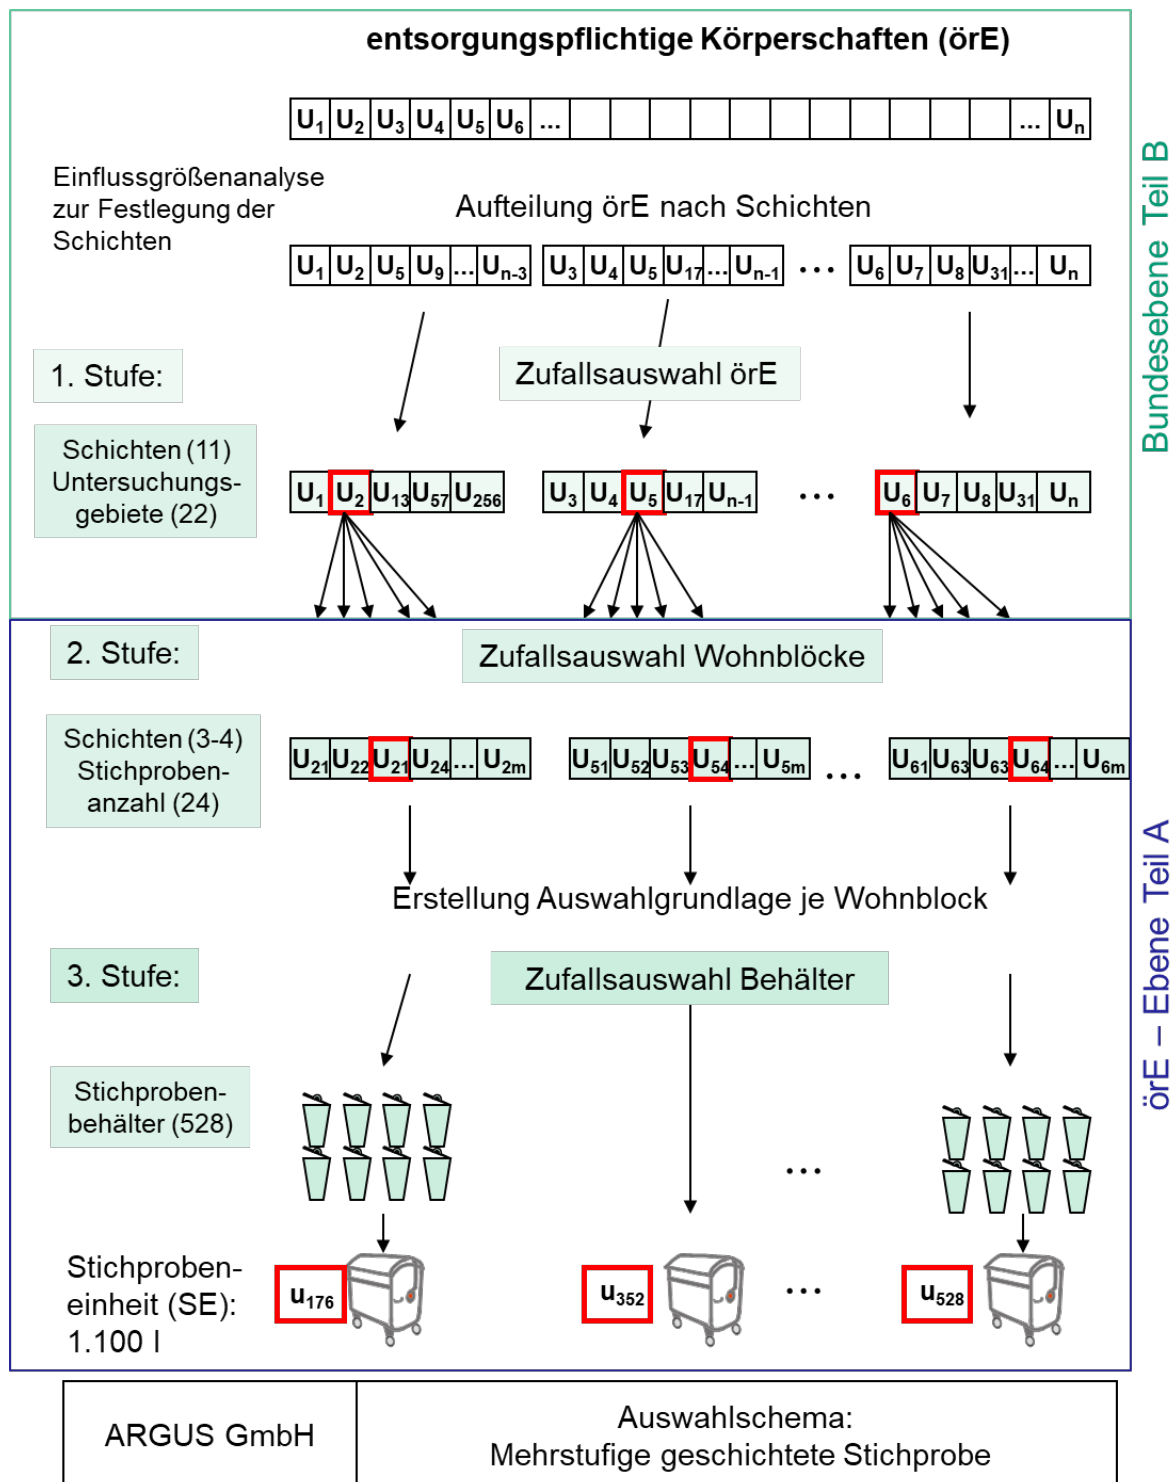 entsorgungspflichtige Körperschaften (örE)
U1 U2 U3 U4 U5 U6 ... ... Un
Einflussgrößenanalyse
zur Festlegung der
Schichten
Aufteilung örE nach Schichten
U1 U2 U5 U9 ... Un-3 U3 U4 U5 U17 ... Un-1 ... U6 U7 U8 U31 ... Un
1. Stufe:
Zufallsauswahl örE
Schichten (11)
Untersuchungs-
gebiete (22)
U1 U2 U13 U57 U256 U3 U4 U5 U17 Un-1 ... U6 U7 U8 U31 Un
Bundesebene Teil B
2. Stufe:
Zufallsauswahl Wohnblöcke
Schichten (3-4)
Stichproben-
anzahl (24)
U21 U22 U21 U24 ... U2m U51 U52 U53 U54 ... U5m ... U61 U63 U63 U64 ... U6m
Erstellung Auswahlgrundlage je Wohnblock
3. Stufe:
Zufallsauswahl Behälter
Stichproben-
behälter (528)
...
Stichproben-
einheit (SE):
1.100 l
u176 u352 ... u528
örE – Ebene Teil A
ARGUS GmbH
Auswahlschema:
Mehrstufige geschichtete Stichprobe